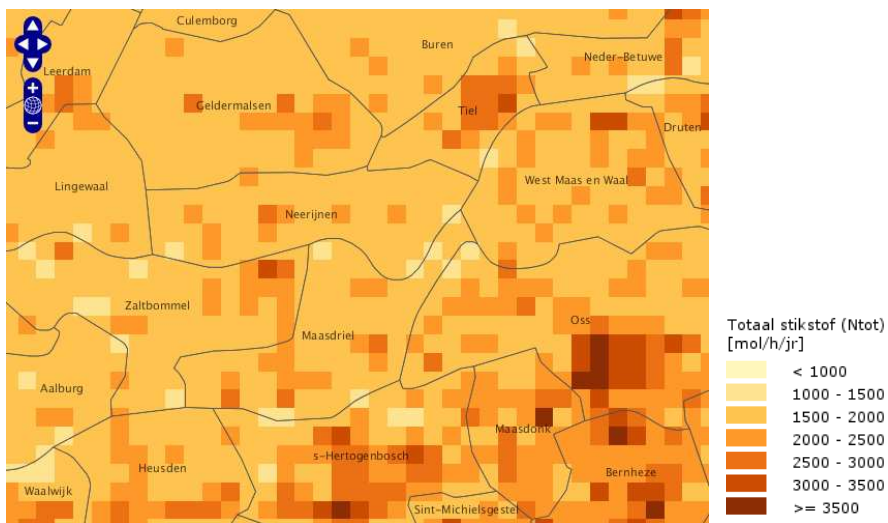 Culemborg
Buren
Neder-Betuwe
Leerdam
Geldermalsen
Tiel
Druten
Lingewaal
West Maas en Waal
Neerijnen
Zaltbommel
Oss
Maasdriel
Aalburg
Maasdonk
s-Hertogenbosch
Heusden
Bernheze
Waalwijk
Sint-Michielsgestel
Totaal stikstof (Ntot)
[mol/h/jr]
< 1000
1000 - 1500
1500 - 2000
2000 - 2500
2500 - 3000
3000 - 3500
>= 3500